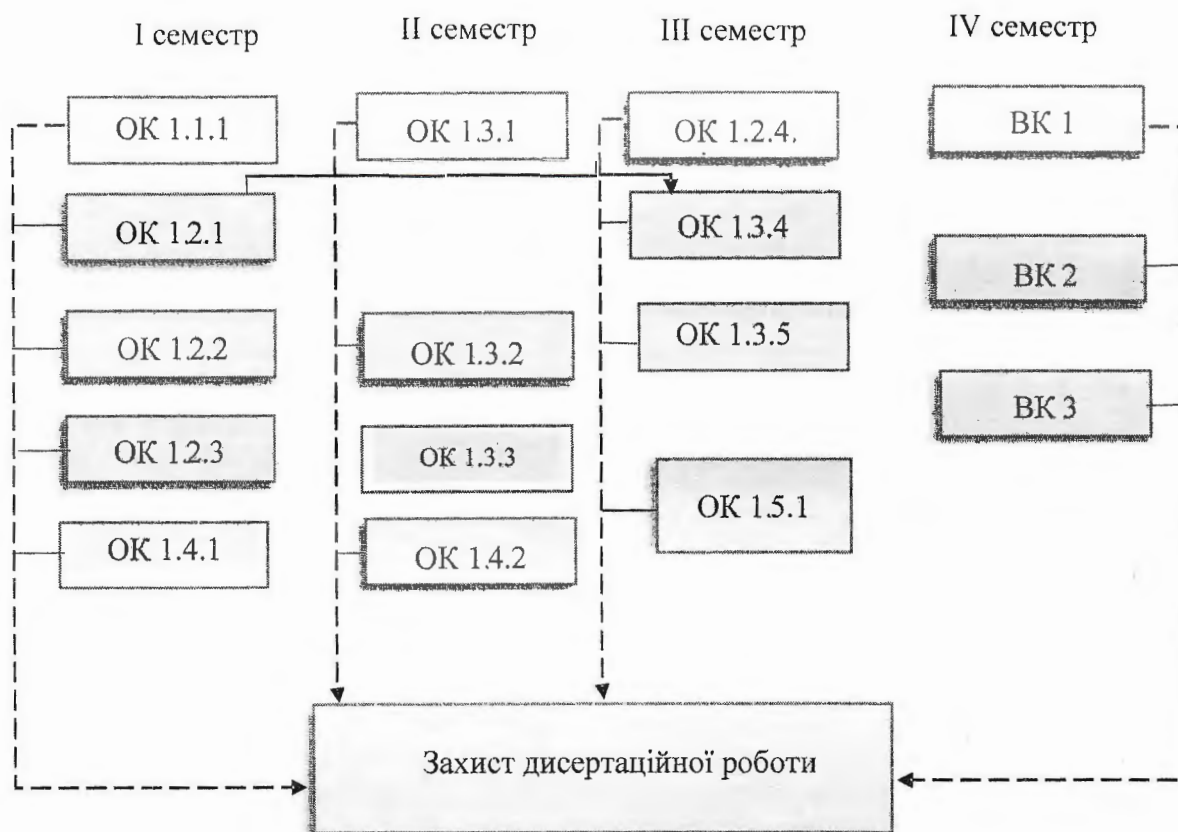 I семестр
II семестр
III семестр
IV семестр
ОК 1.1.1
ОК 1.3.1
ОК 1.2.4.
ВК 1
ОК 1.2.1
ОК 1.3.4
ВК 2
ОК 1.2.2
ОК 1.3.2
ОК 1.3.5
ВК 3
ОК 1.2.3
ОК 1.3.3
ОК 1.5.1
ОК 1.4.1
ОК 1.4.2
Захист дисертаційної роботи